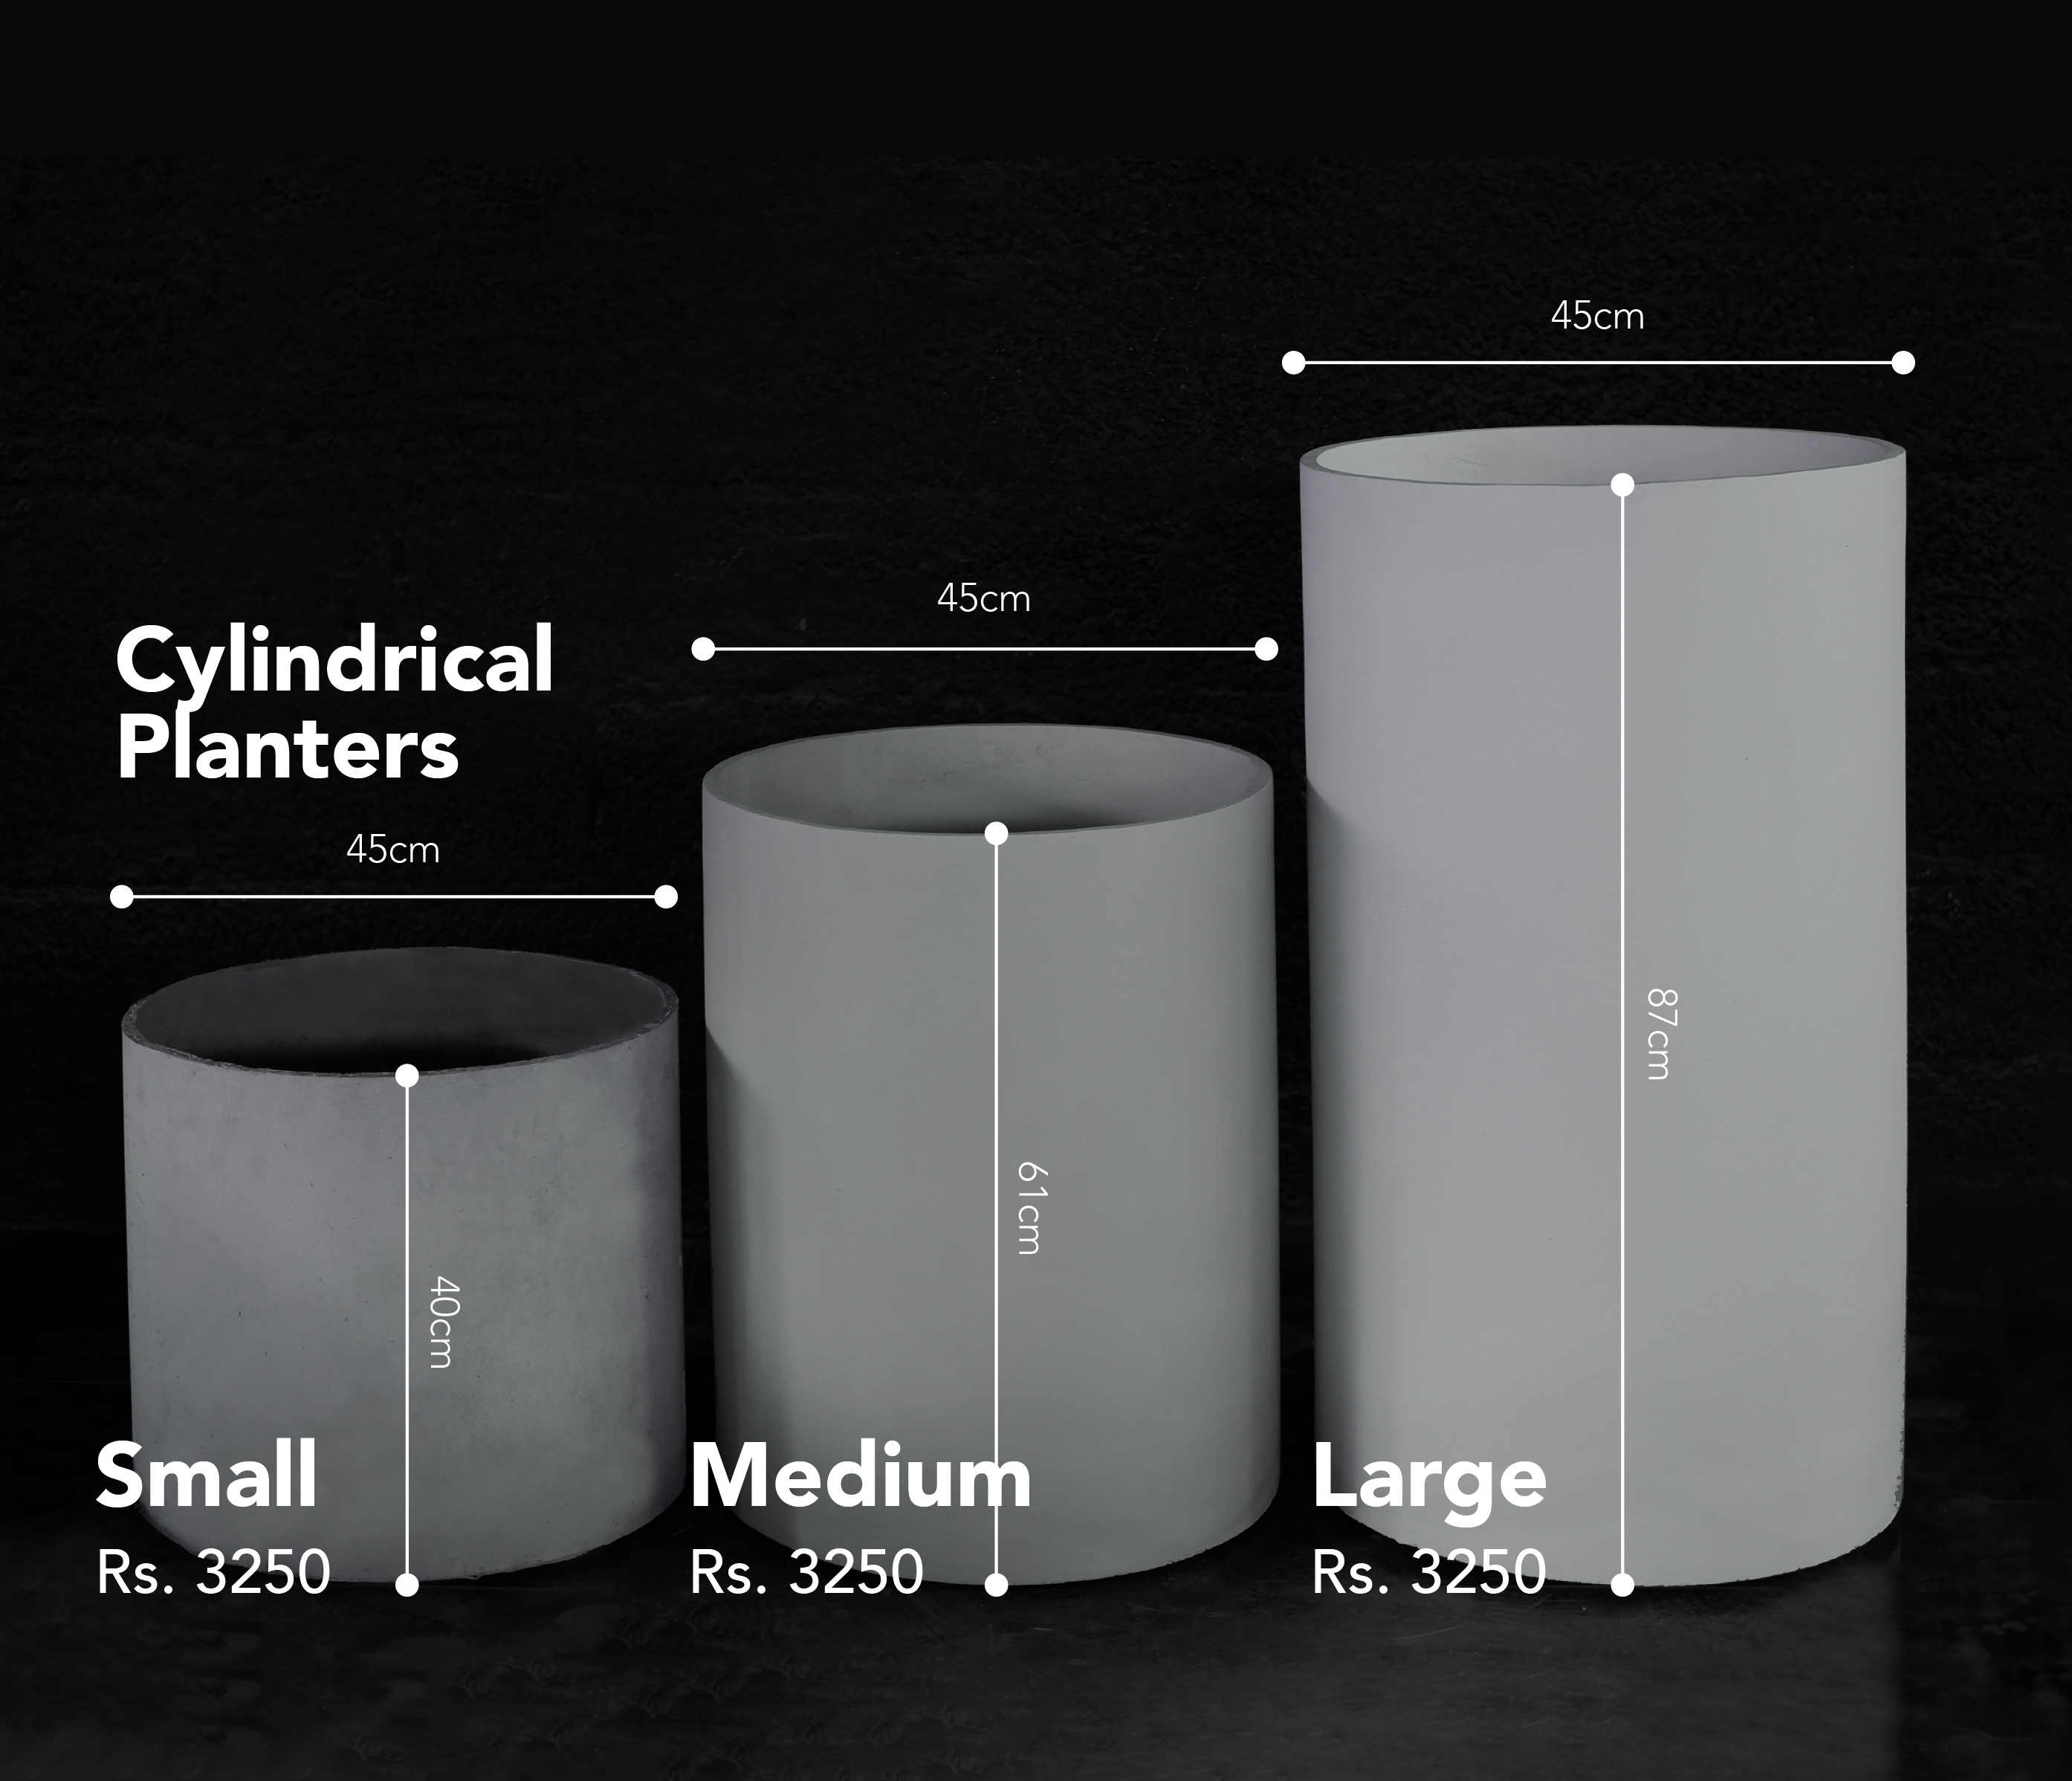 45cm
45cm
Cylindrical
Planters
45cm
87cm
61cm
40cm
Small
Medium
Large
Rs. 3250
Rs. 3250
Rs. 3250